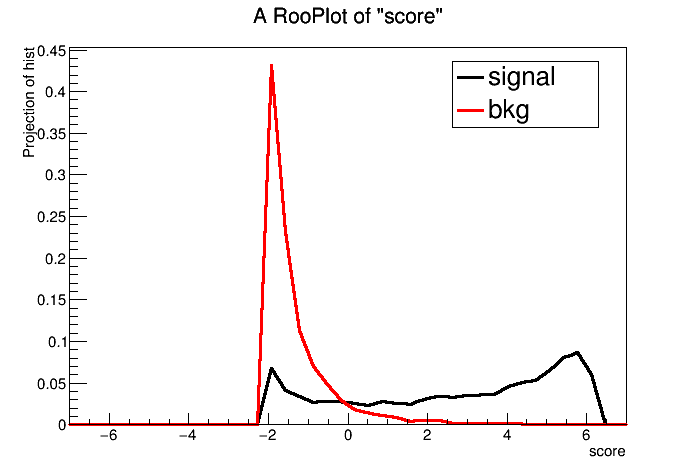 A RooPlot of "score"
Projection of hist
0.45
0.4
0.35
0.3
0.25
0.2
0.15
0.1
0.05
0
signal
bkg
−6 −4 −2 0 2 4 6
score